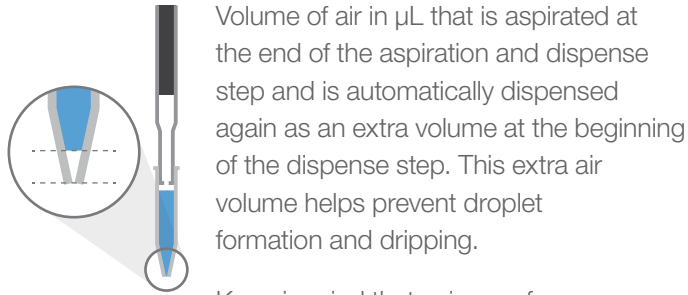 Volume of air in µL that is aspirated at
the end of the aspiration and dispense
step and is automatically dispensed
again as an extra volume at the beginning
of the dispense step. This extra air
volume helps prevent droplet
formation and dripping.